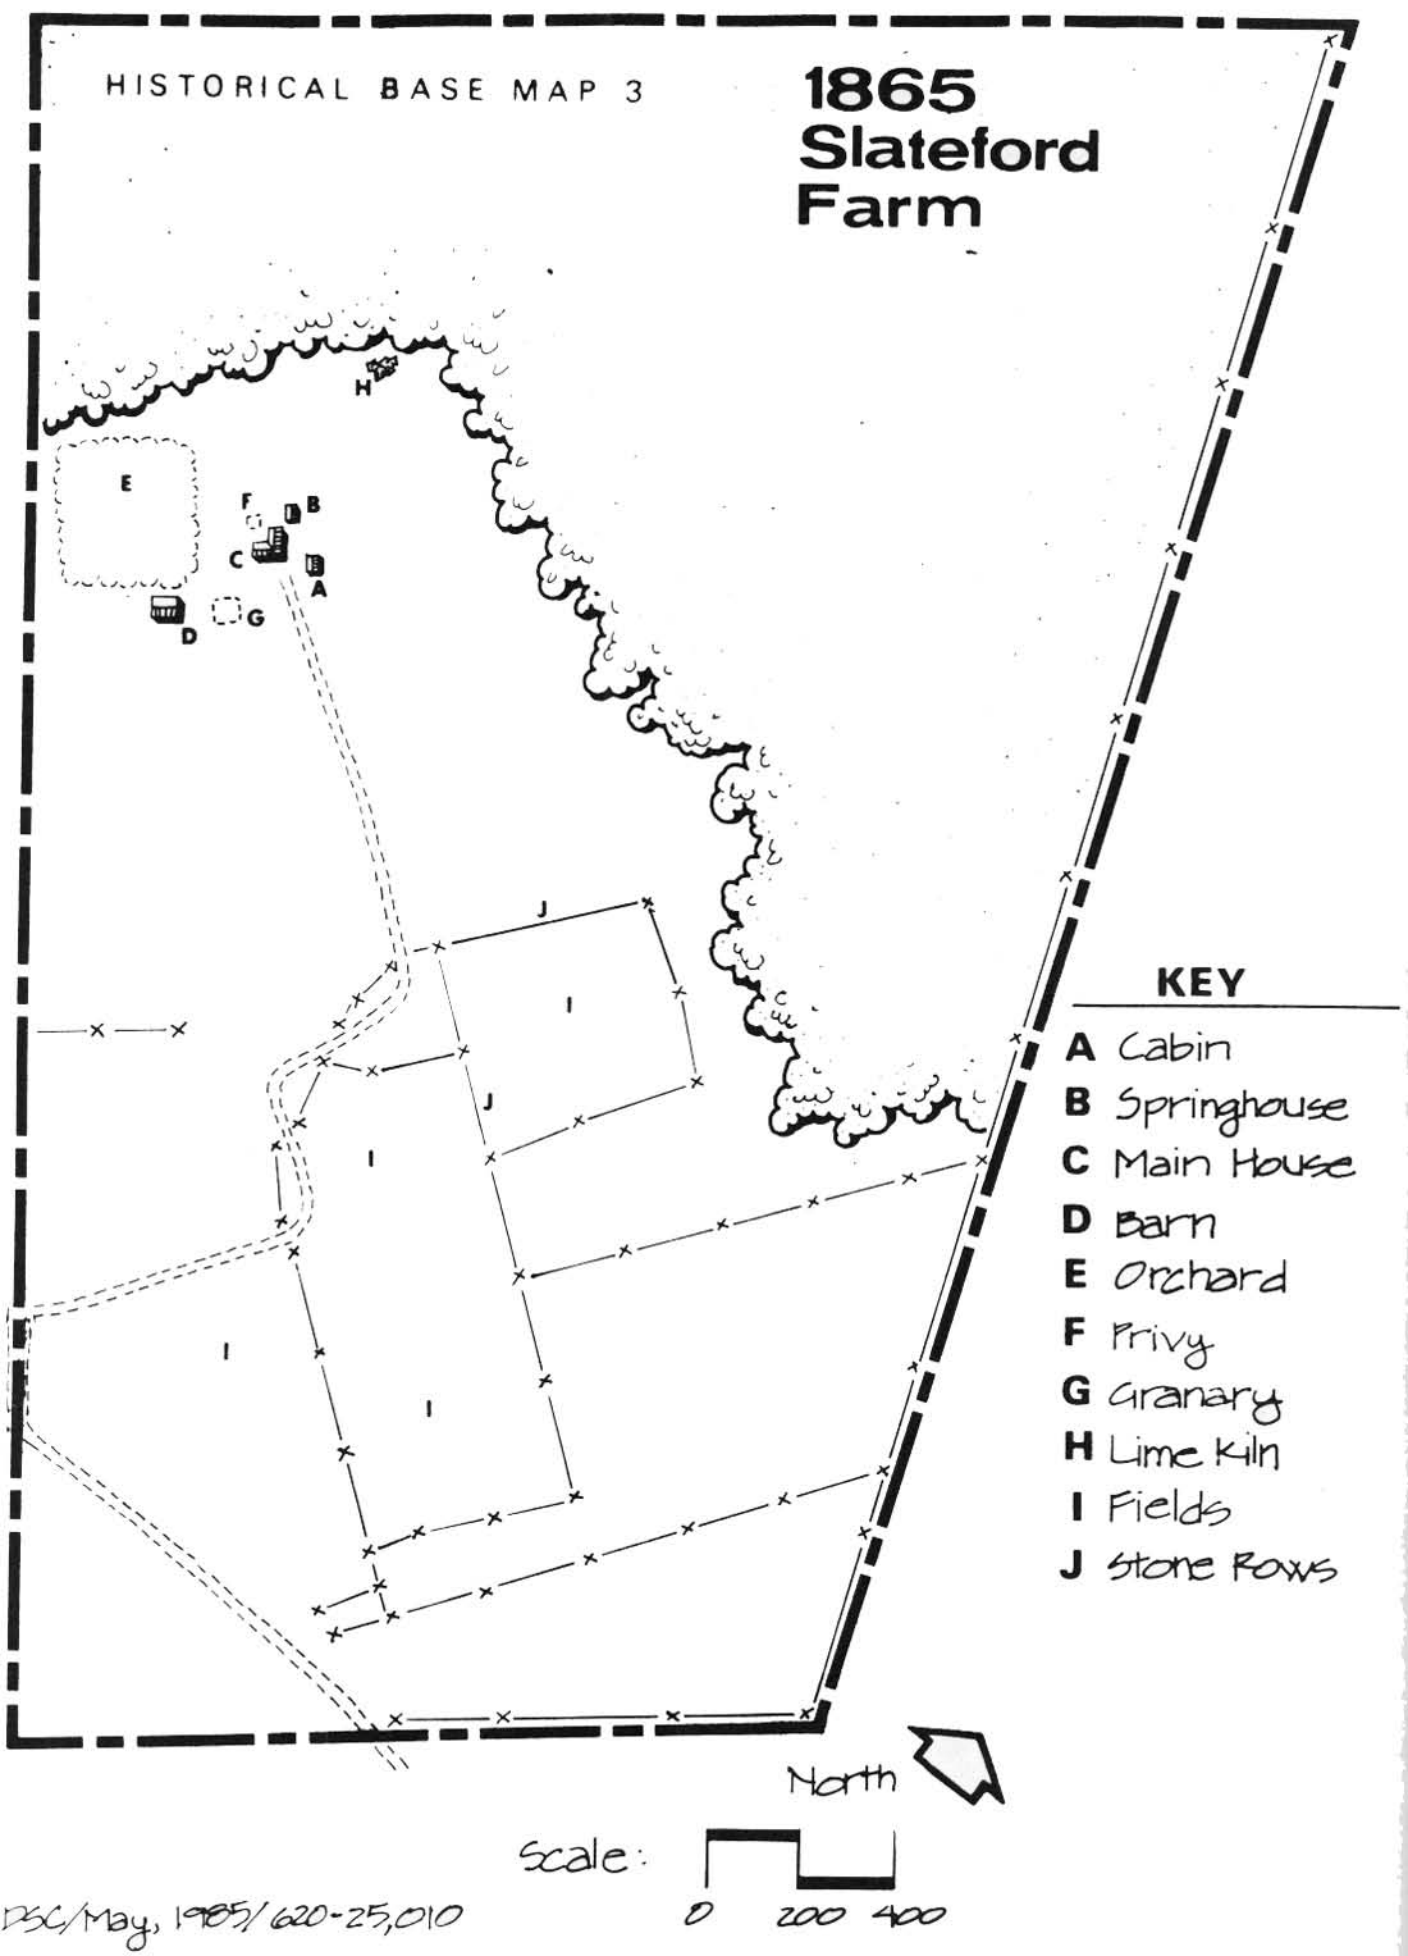 HISTORICAL BASE MAP 3
1865
Slateford
Farm
H
E
F
B
C
A
D
G
J
I
J
I
I
I
KEY
A Cabin
B Springhouse
C Main House
D Barn
E Orchard
F Privy
G Granary
H Lime Kiln
I Fields
J Stone Rows
North
Scale:
0 200 400
DSC/May, 1985/620-25,010